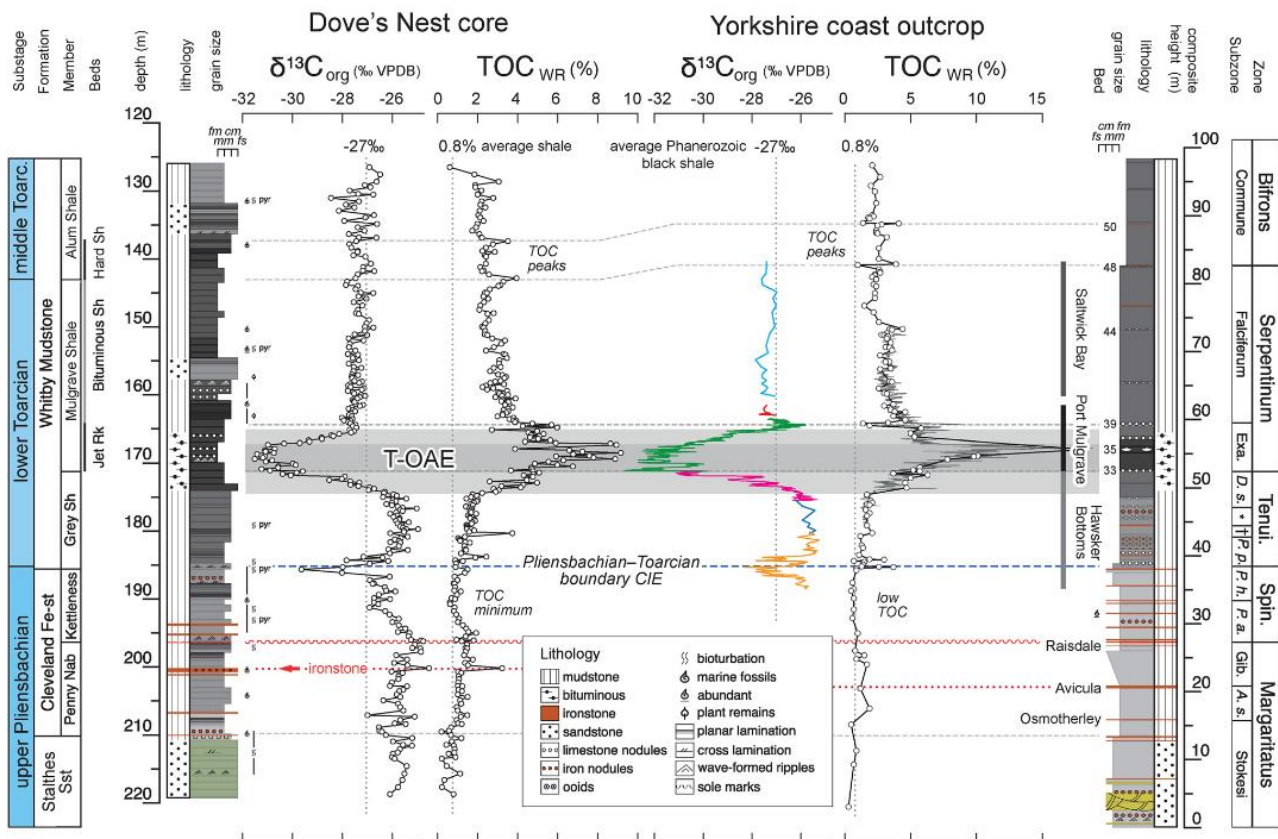 Dove's Nest core
Yorkshire coast outcrop
Substage
Formation
Member
Beds
depth (m)
lithology
grain size
δ13Corg (‰ VPDB)
TOCWR (%)
δ13Corg (‰ VPDB)
TOCWR (%)
Bed
grain size
lithology
composite
height (m)
Subzone
Zone
-32 -30 -28 -26
0 2 4 6 8 10
-32 -30 -28 -26
0 5 10 15
fm cm
mm fs
cm fm
fs mm
-27‰
0.8% average shale
average Phanerozoic
black shale
-27‰
0.8%
120
130
140
150
160
170
180
190
200
210
220
100
90
80
70
60
50
40
30
20
10
0
middle Toarc.
lower Toarcian
upper Pliensbachian
Whitby Mudstone
Cleveland Fe-st
Staithes
Sst
Alum Shale
Mulgrave Shale
Grey Sh
Kettleness
Penny Nab
Hard Sh
Bituminous Sh
Jet Rk
pyr
pyr
pyr
pyr
pyr
pyr
TOC
peaks
TOC
peaks
T-OAE
Pliensbachian–Toarcian
boundary CIE
TOC
minimum
low
TOC
ironstone
Saltwick Bay
Port Mulgrave
Hawsker
Bottoms
50
48
44
39
35
33
Raisdale
Avicula
Osmotherley
Commune
Falciferum
Exa.
D. s.
*
†
P. p.
P. h.
P. a.
Gib.
A. s.
Stokesi
Bifrons
Serpentinum
Tenui.
Spin.
Margaritatus
Lithology
mudstone
bituminous
ironstone
sandstone
limestone nodules
iron nodules
ooids
bioturbation
marine fossils
abundant
plant remains
planar lamination
cross lamination
wave-formed ripples
sole marks